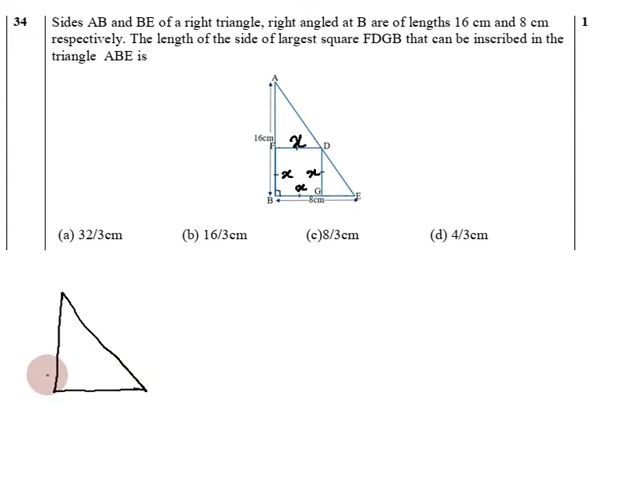 34 Sides AB and BE of a right triangle, right angled at B are of lengths 16 cm and 8 cm 1
respectively. The length of the side of largest square FDGB that can be inscribed in the
triangle ABE is
A
16cm
F x D
x x
x G
B 8cm E
(a) 32/3cm (b) 16/3cm (c)8/3cm (d) 4/3cm